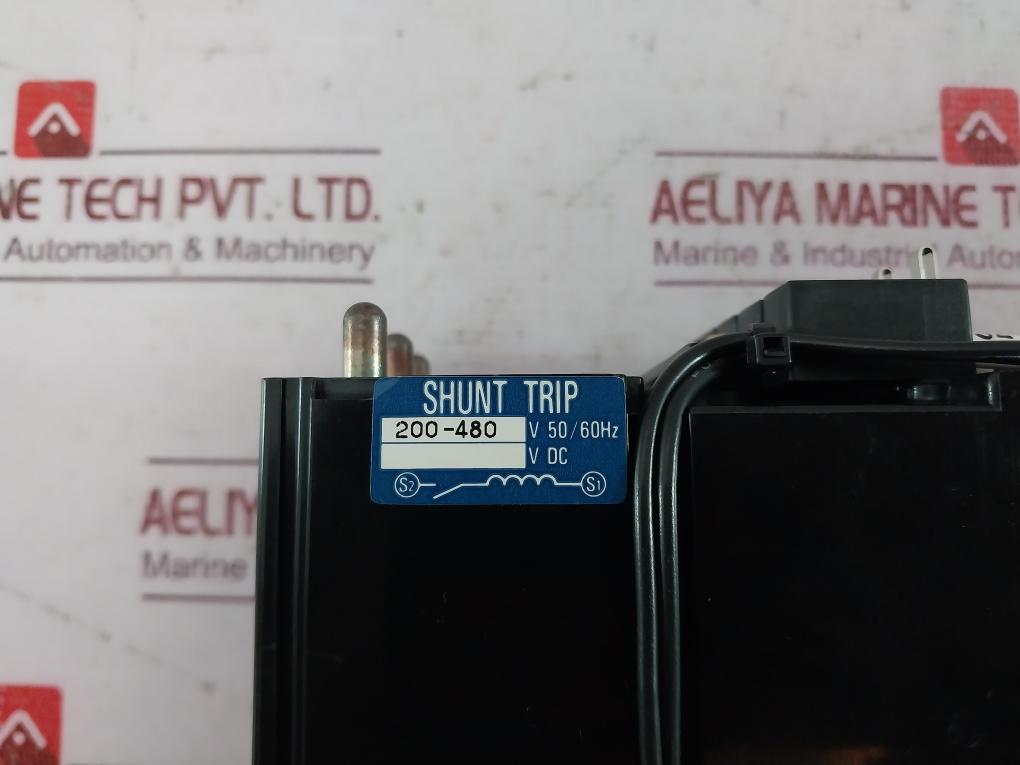 NE TECH PVT. LTD.
Automation & Machinery
AELIYA MARINE T
Marine & Industrial Auto
SHUNT TRIP
200-480 V 50/60Hz
V DC
S2 S1
AELIY
Marine